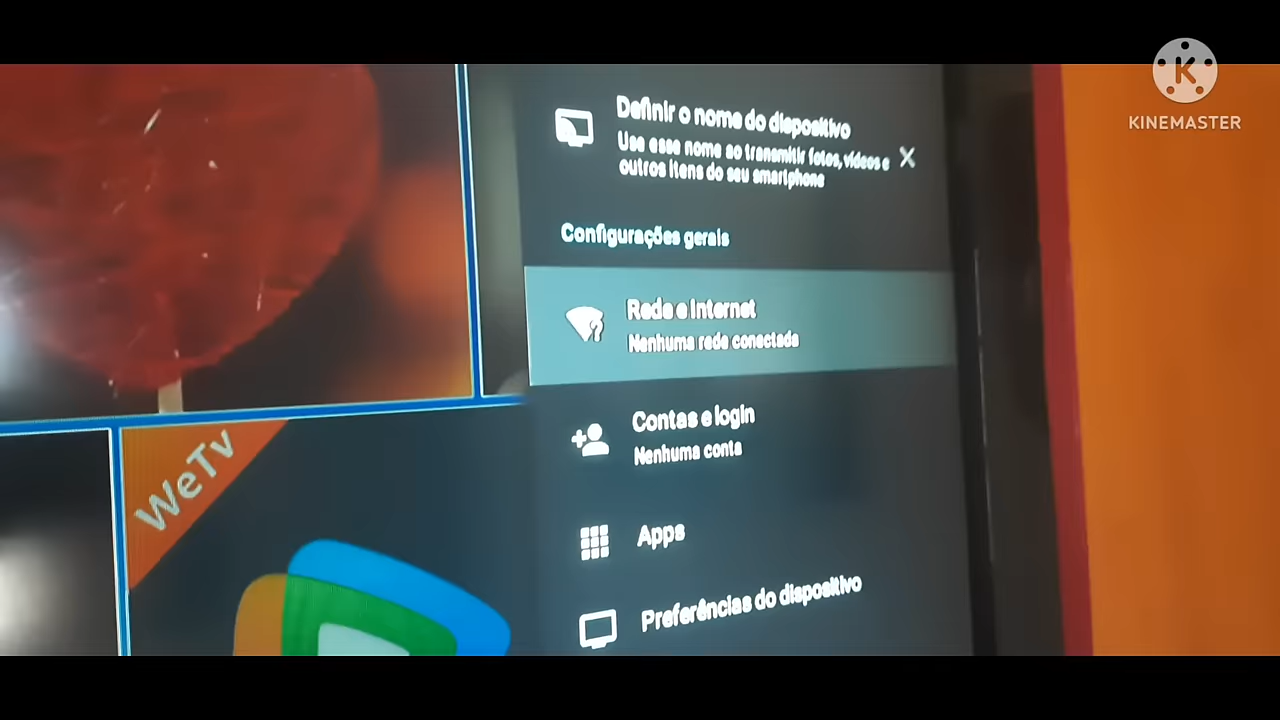 KINEMASTER
Definir o nome do dispositivo
Use esse nome ao transmitir fotos, vídeos e
outros itens do seu smartphone
Configurações gerais
Rede e Internet
Nenhuma rede conectada
Contas e login
Nenhuma conta
Apps
Preferências do dispositivo
WeTv